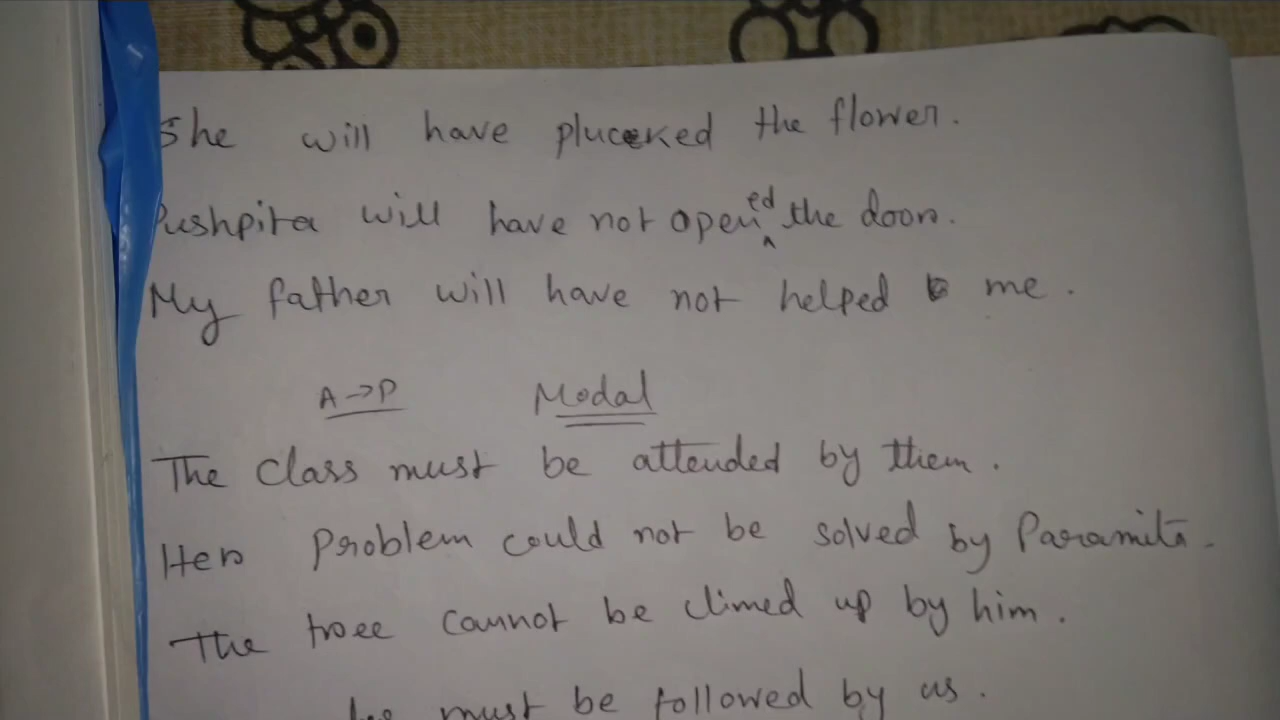 She will have plucked the flower.
Pushpita will have not opened the door.
My father will have not helped me.
A→P Modal
The class must be attended by them.
Her problem could not be solved by Paramita.
The tree cannot be climed up by him.
must be followed by us.